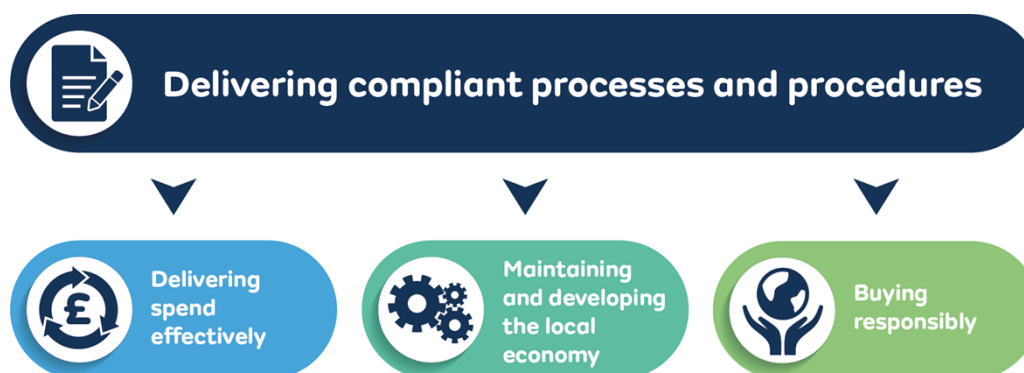 Delivering compliant processes and procedures
Delivering
spend
effectively
£
Maintaining
and developing
the local
economy
Buying
responsibly